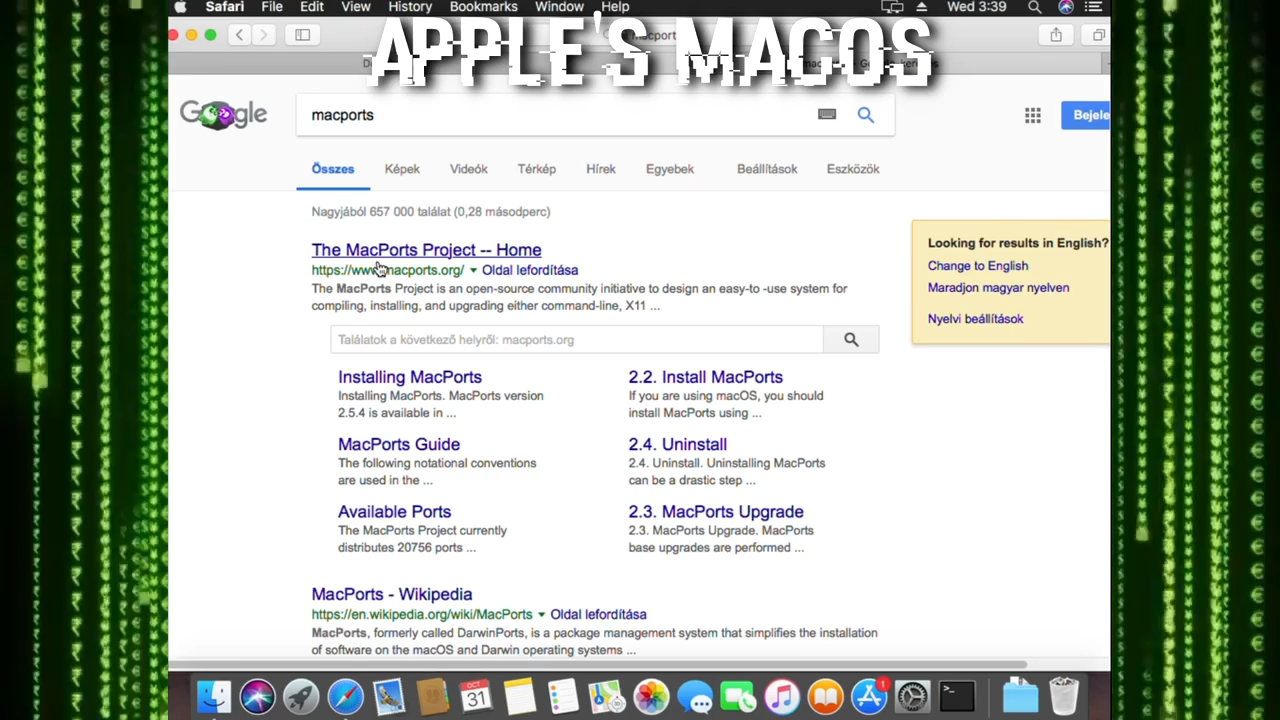 Safari File Edit View History Bookmarks Window Help Wed 3:39
APPLE'S MACOS
Google
macports
Bejele
Összes Képek Videók Térkép Hírek Egyebek Beállítások Eszközök
Nagyjából 657 000 találat (0,28 másodperc)
The MacPorts Project -- Home
https://www.macports.org/ Oldal lefordítása
The MacPorts Project is an open-source community initiative to design an easy-to -use system for
compiling, installing, and upgrading either command-line, X11 ...
Találatok a következő helyről: macports.org
Installing MacPorts
Installing MacPorts. MacPorts version
2.5.4 is available in ...
2.2. Install MacPorts
If you are using macOS, you should
install MacPorts using ...
MacPorts Guide
The following notational conventions
are used in the ...
2.4. Uninstall
2.4. Uninstall. Uninstalling MacPorts
can be a drastic step ...
Available Ports
The MacPorts Project currently
distributes 20756 ports ...
2.3. MacPorts Upgrade
2.3. MacPorts Upgrade. MacPorts
base upgrades are performed ...
MacPorts - Wikipedia
https://en.wikipedia.org/wiki/MacPorts Oldal lefordítása
MacPorts, formerly called DarwinPorts, is a package management system that simplifies the installation
of software on the macOS and Darwin operating systems ...
Looking for results in English?
Change to English
Maradjon magyar nyelven
Nyelvi beállítások
OCT
31
1